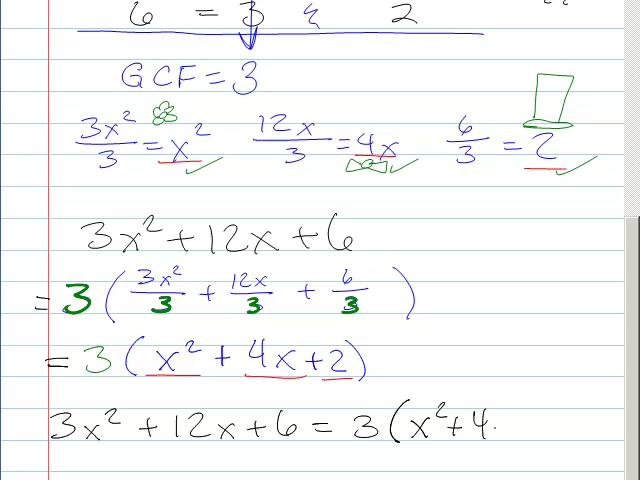 6 = 3 & 2
GCF = 3
3x²/3 = x² 12x/3 = 4x 6/3 = 2
3x² + 12x + 6
= 3 ( 3x²/3 + 12x/3 + 6/3 )
= 3 ( x² + 4x + 2 )
3x² + 12x + 6 = 3 ( x² + 4